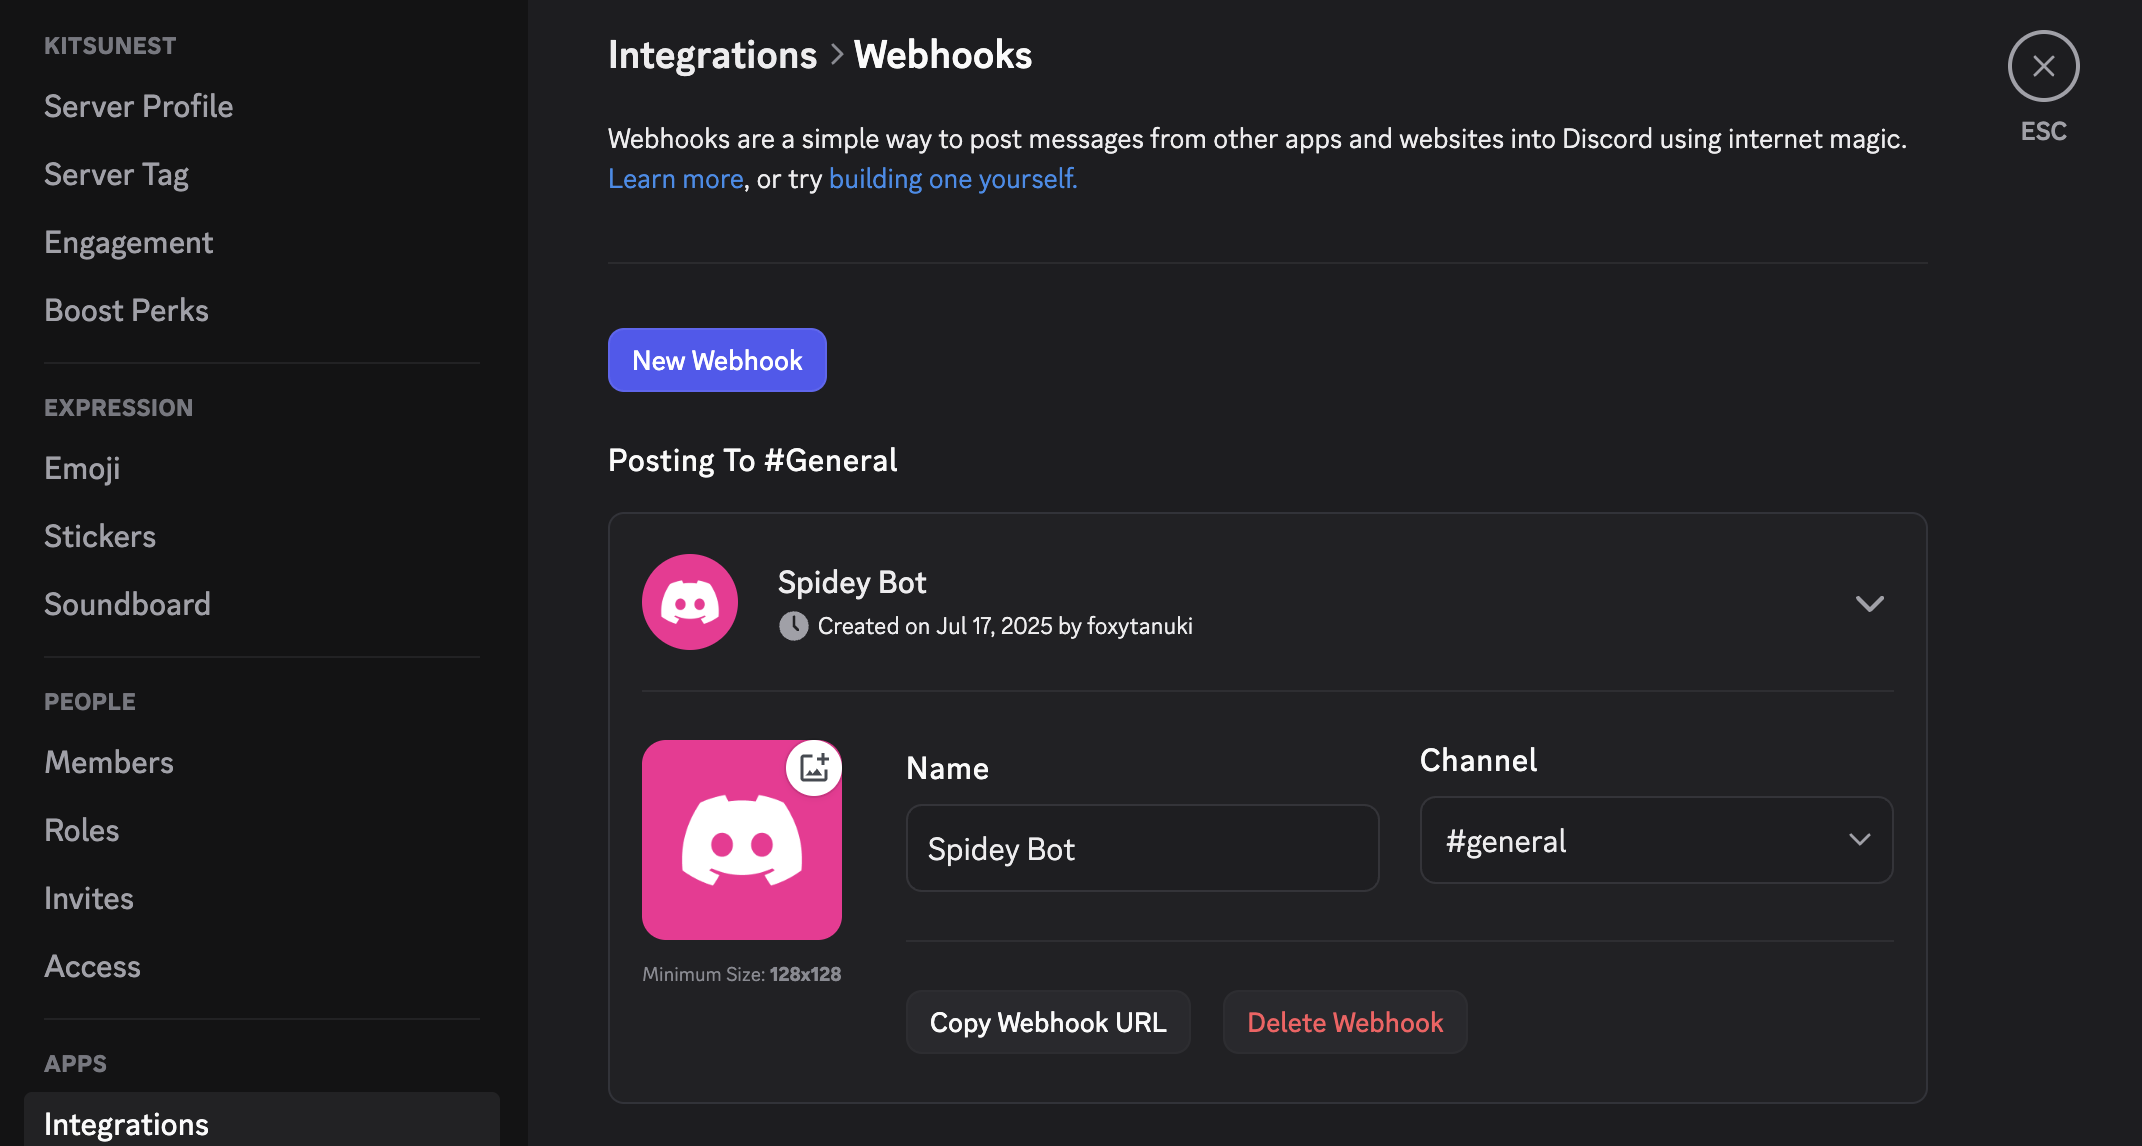 KITSUNEST
Server Profile
Server Tag
Engagement
Boost Perks
EXPRESSION
Emoji
Stickers
Soundboard
PEOPLE
Members
Roles
Invites
Access
APPS
Integrations
Integrations > Webhooks
ESC
Webhooks are a simple way to post messages from other apps and websites into Discord using internet magic.
Learn more, or try building one yourself.
New Webhook
Posting To #General
Spidey Bot
Created on Jul 17, 2025 by foxytanuki
Name
Channel
Spidey Bot
#general
Minimum Size: 128x128
Copy Webhook URL
Delete Webhook